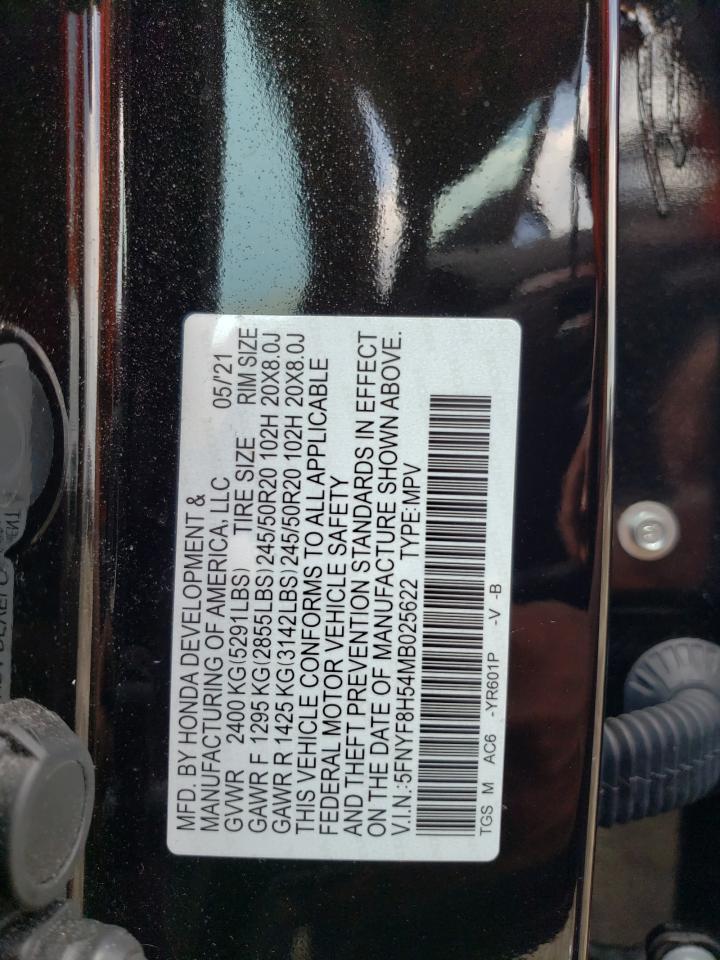 MFD. BY HONDA DEVELOPMENT &
MANUFACTURING OF AMERICA, LLC 05/'21
GVWR 2400 KG(5291LBS) TIRE SIZE RIM SIZE
GAWR F 1295 KG(2855LBS) 245/50R20 102H 20X8.0J
GAWR R 1425 KG(3142LBS) 245/50R20 102H 20X8.0J
THIS VEHICLE CONFORMS TO ALL APPLICABLE
FEDERAL MOTOR VEHICLE SAFETY
AND THEFT PREVENTION STANDARDS IN EFFECT
ON THE DATE OF MANUFACTURE SHOWN ABOVE.
V.I.N.:5FNYF8H54MB025622 TYPE:MPV
TGS M AC6 -YR601P -V -B